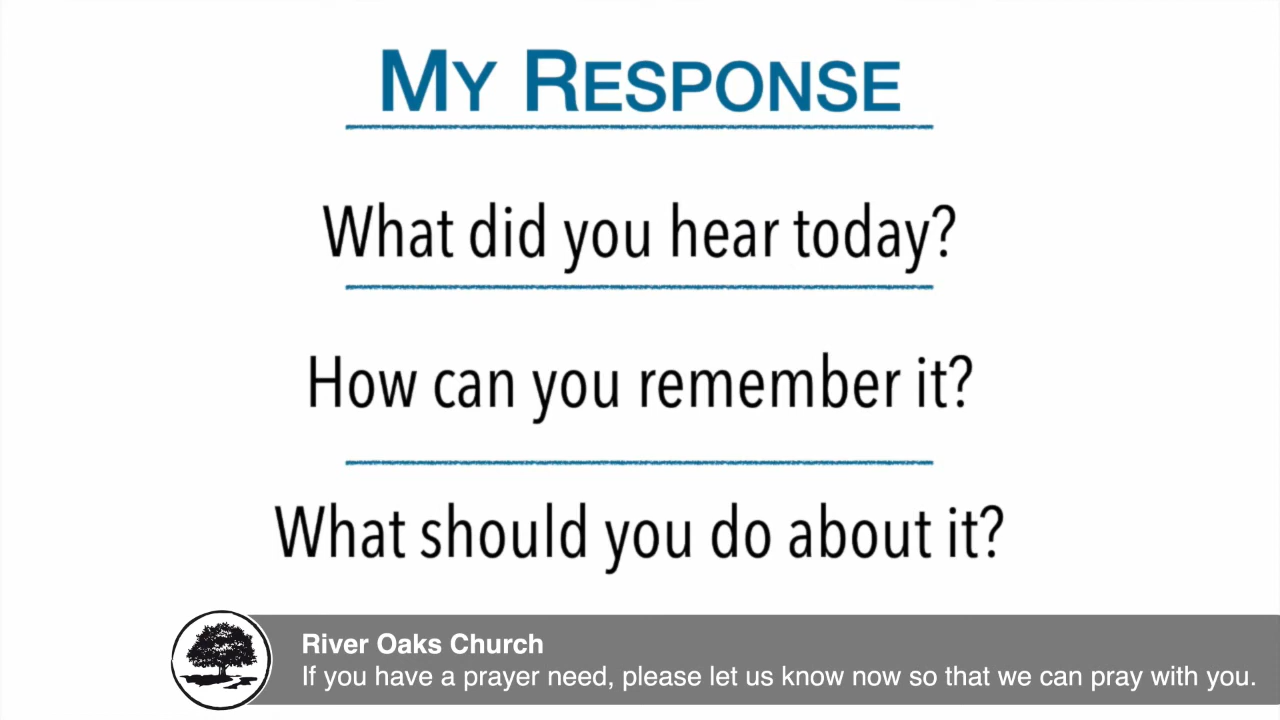 My Response
What did you hear today?
How can you remember it?
What should you do about it?
River Oaks Church
If you have a prayer need, please let us know now so that we can pray with you.